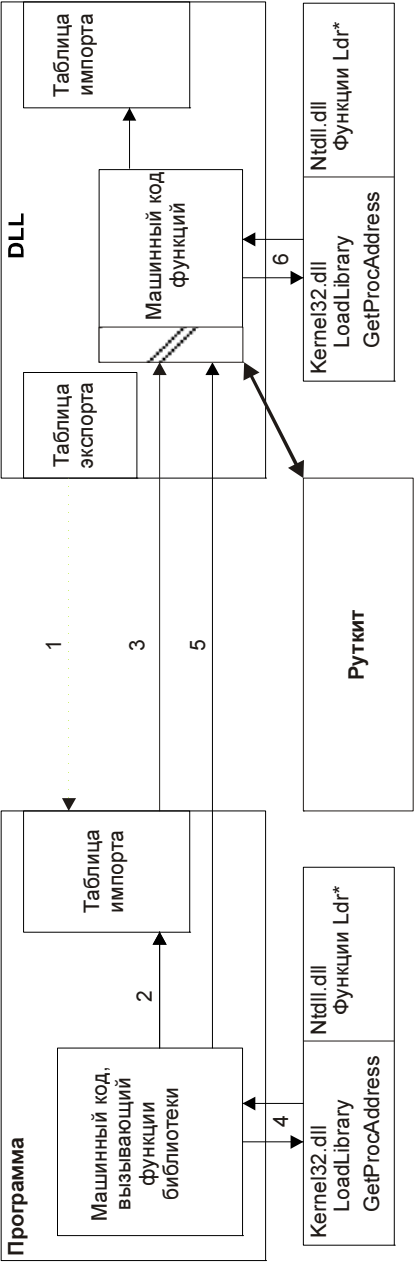 Программа
Машинный код,
вызывающий
функции
библиотеки
2
Таблица
импорта
4
Kernel32.dll
LoadLibrary
GetProcAddress
Ntdll.dll
Функции Ldr*
1
3
5
Руткит
DLL
Таблица
экспорта
Машинный код
функций
Таблица
импорта
6
Kernel32.dll
LoadLibrary
GetProcAddress
Ntdll.dll
Функции Ldr*